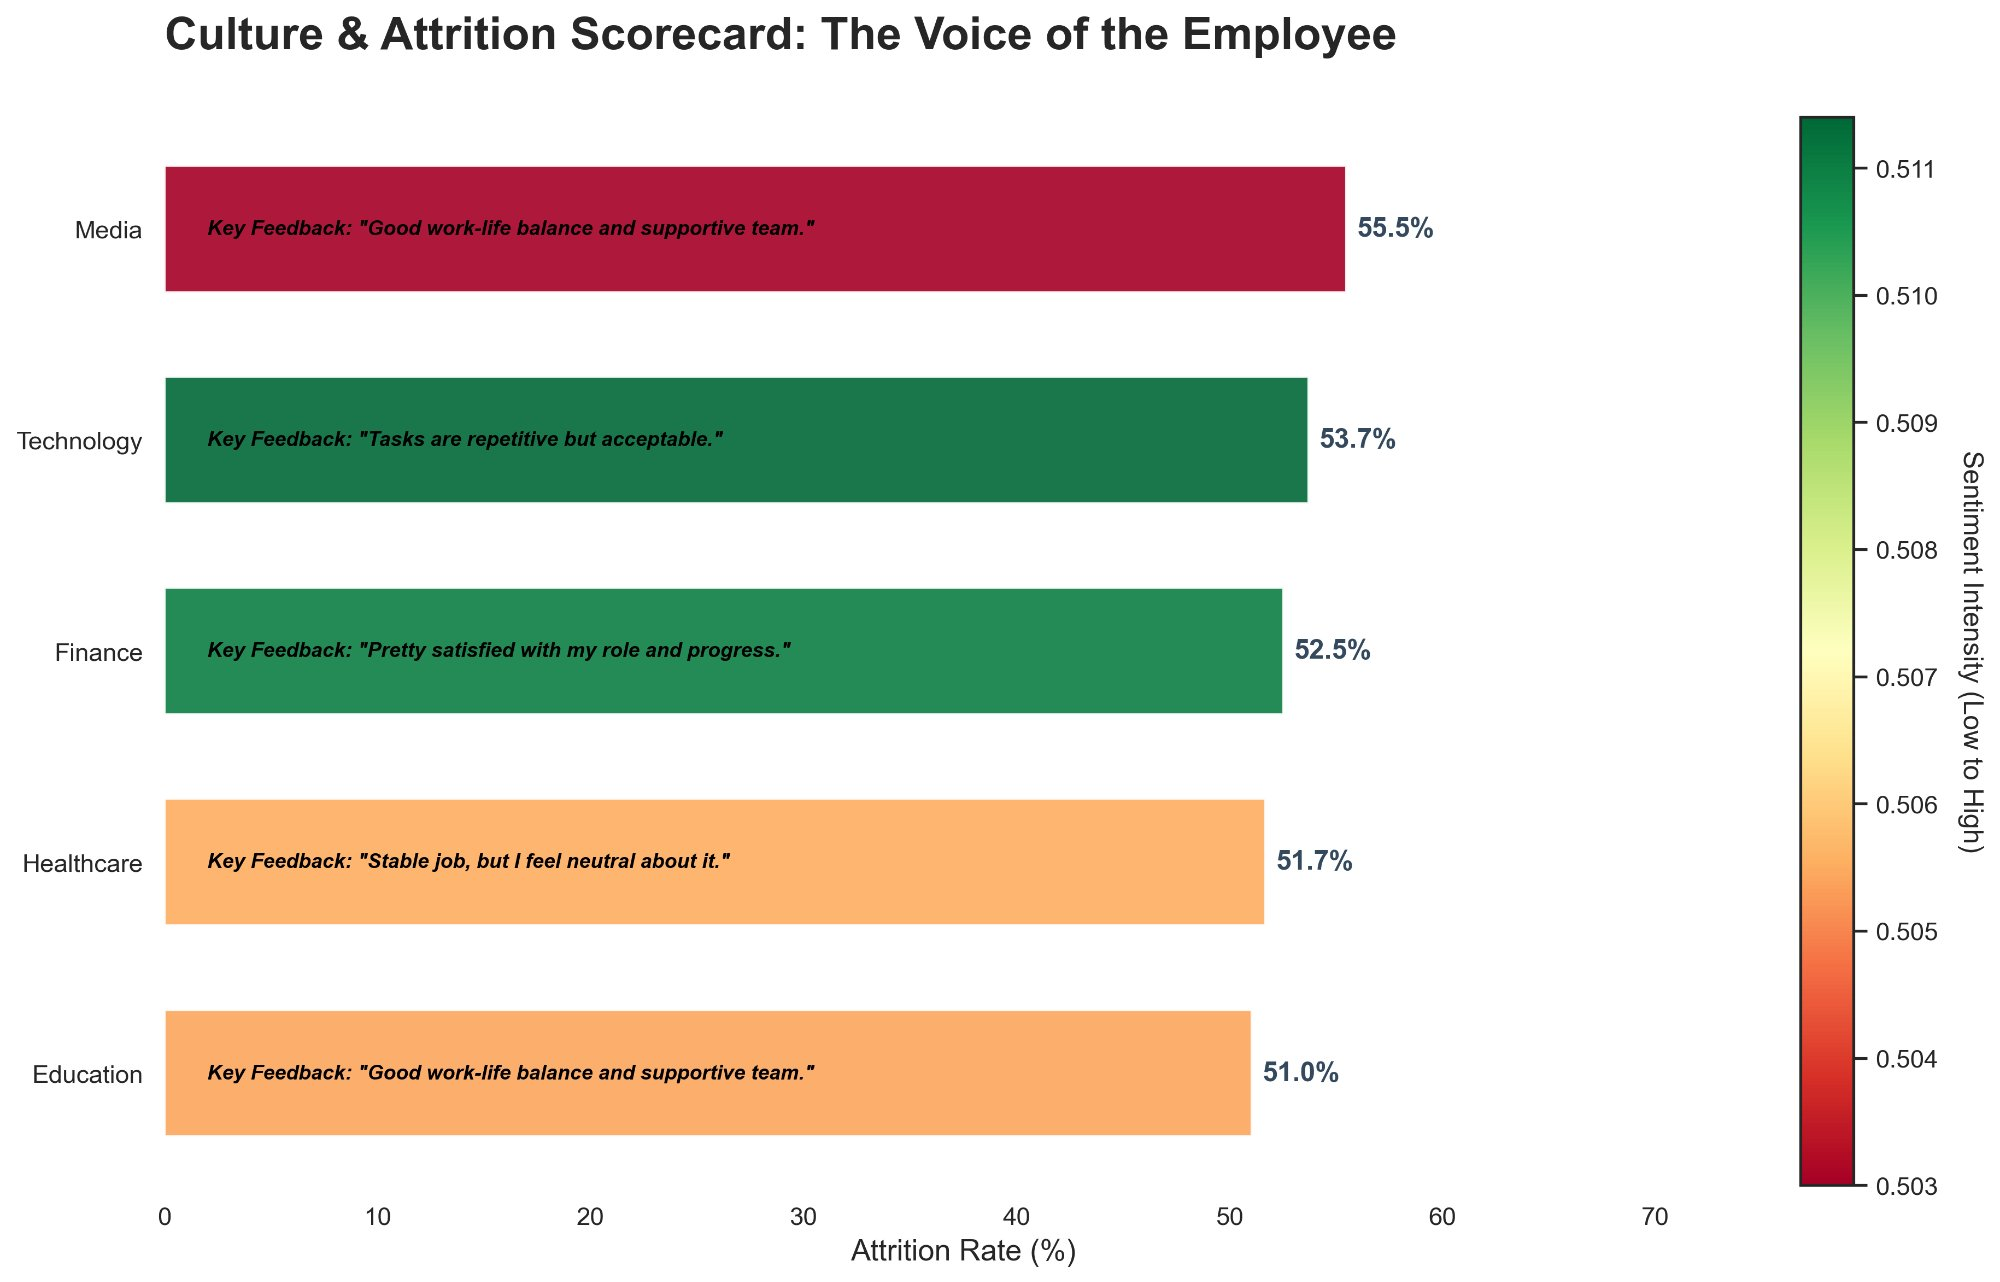 Culture & Attrition Scorecard: The Voice of the Employee
Media
Key Feedback: "Good work-life balance and supportive team."
55.5%
Technology
Key Feedback: "Tasks are repetitive but acceptable."
53.7%
Finance
Key Feedback: "Pretty satisfied with my role and progress."
52.5%
Healthcare
Key Feedback: "Stable job, but I feel neutral about it."
51.7%
Education
Key Feedback: "Good work-life balance and supportive team."
51.0%
0
10
20
30
40
50
60
70
Attrition Rate (%)
0.511
0.510
0.509
0.508
0.507
0.506
0.505
0.504
0.503
Sentiment Intensity (Low to High)